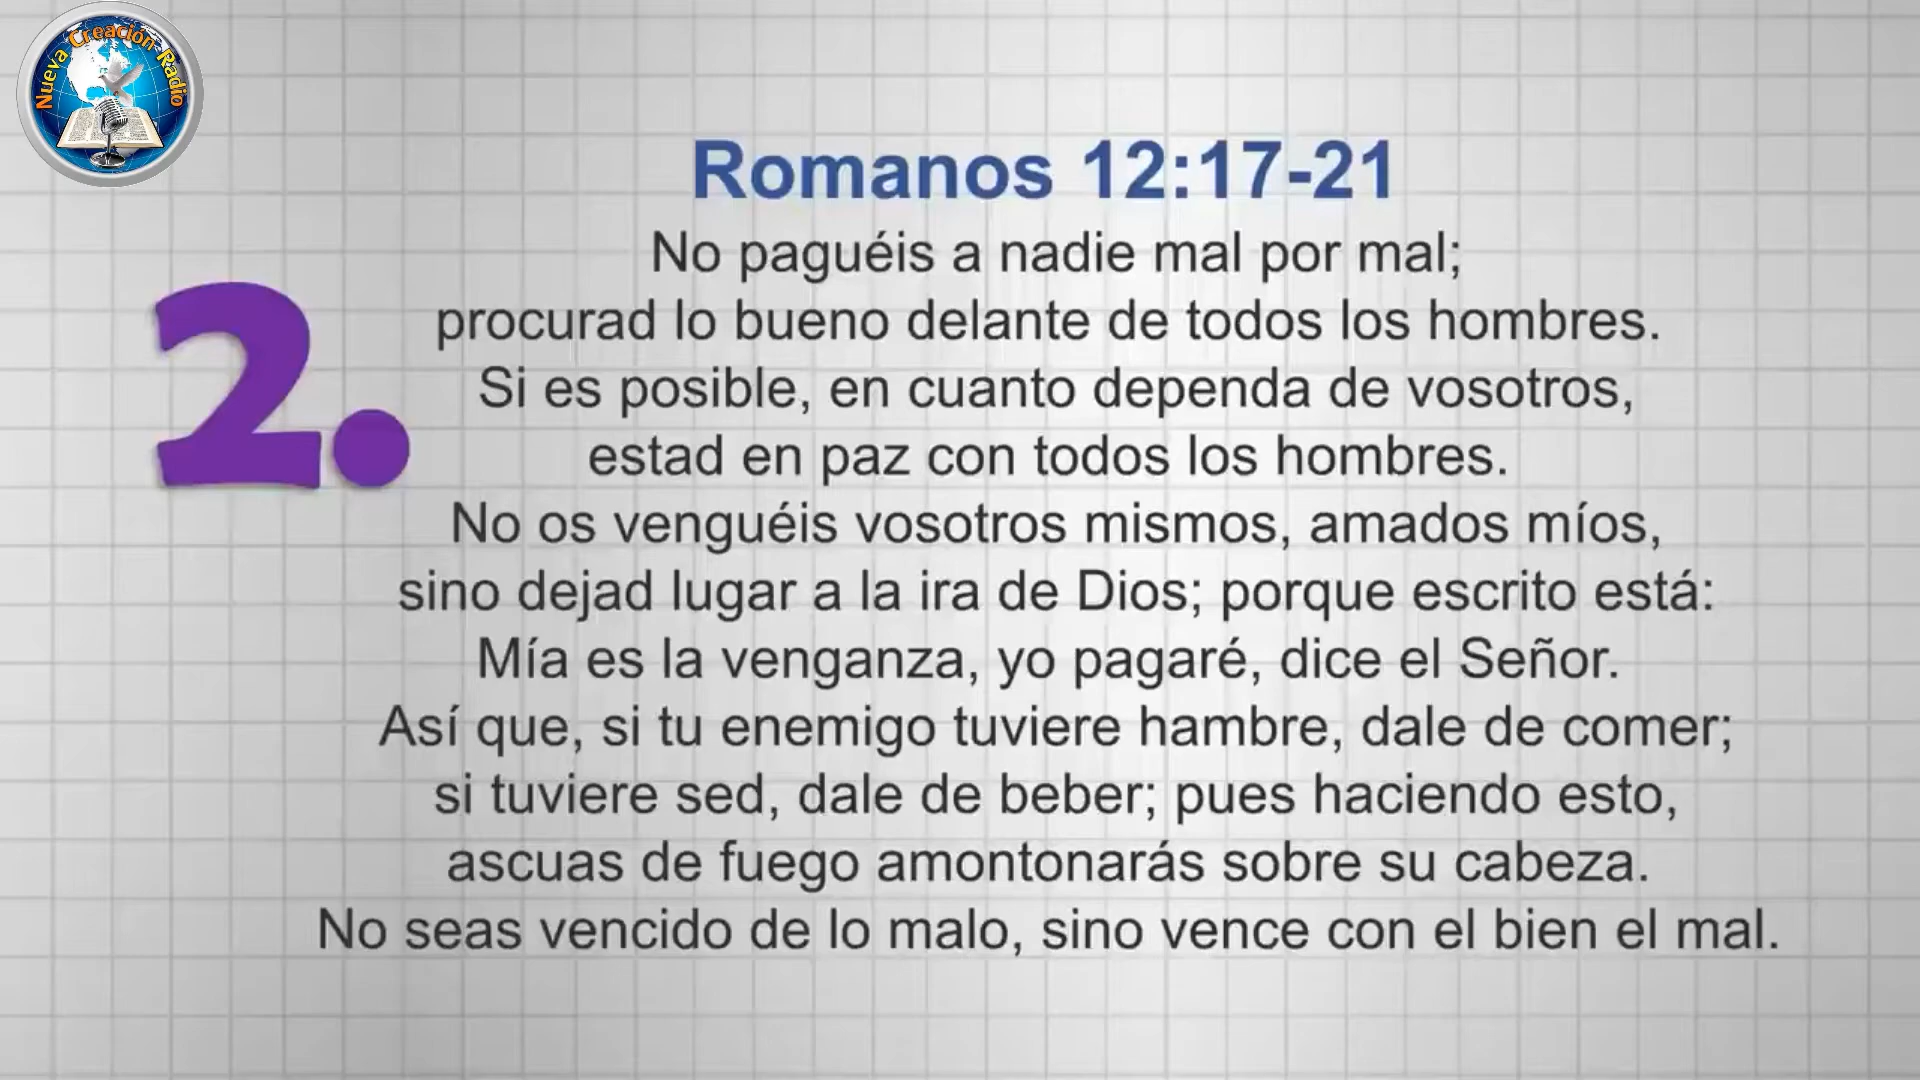 Nueva Creación Radio
Romanos 12:17-21
2.
No paguéis a nadie mal por mal;
procurad lo bueno delante de todos los hombres.
Si es posible, en cuanto dependa de vosotros,
estad en paz con todos los hombres.
No os venguéis vosotros mismos, amados míos,
sino dejad lugar a la ira de Dios; porque escrito está:
Mía es la venganza, yo pagaré, dice el Señor.
Así que, si tu enemigo tuviere hambre, dale de comer;
si tuviere sed, dale de beber; pues haciendo esto,
ascuas de fuego amontonarás sobre su cabeza.
No seas vencido de lo malo, sino vence con el bien el mal.